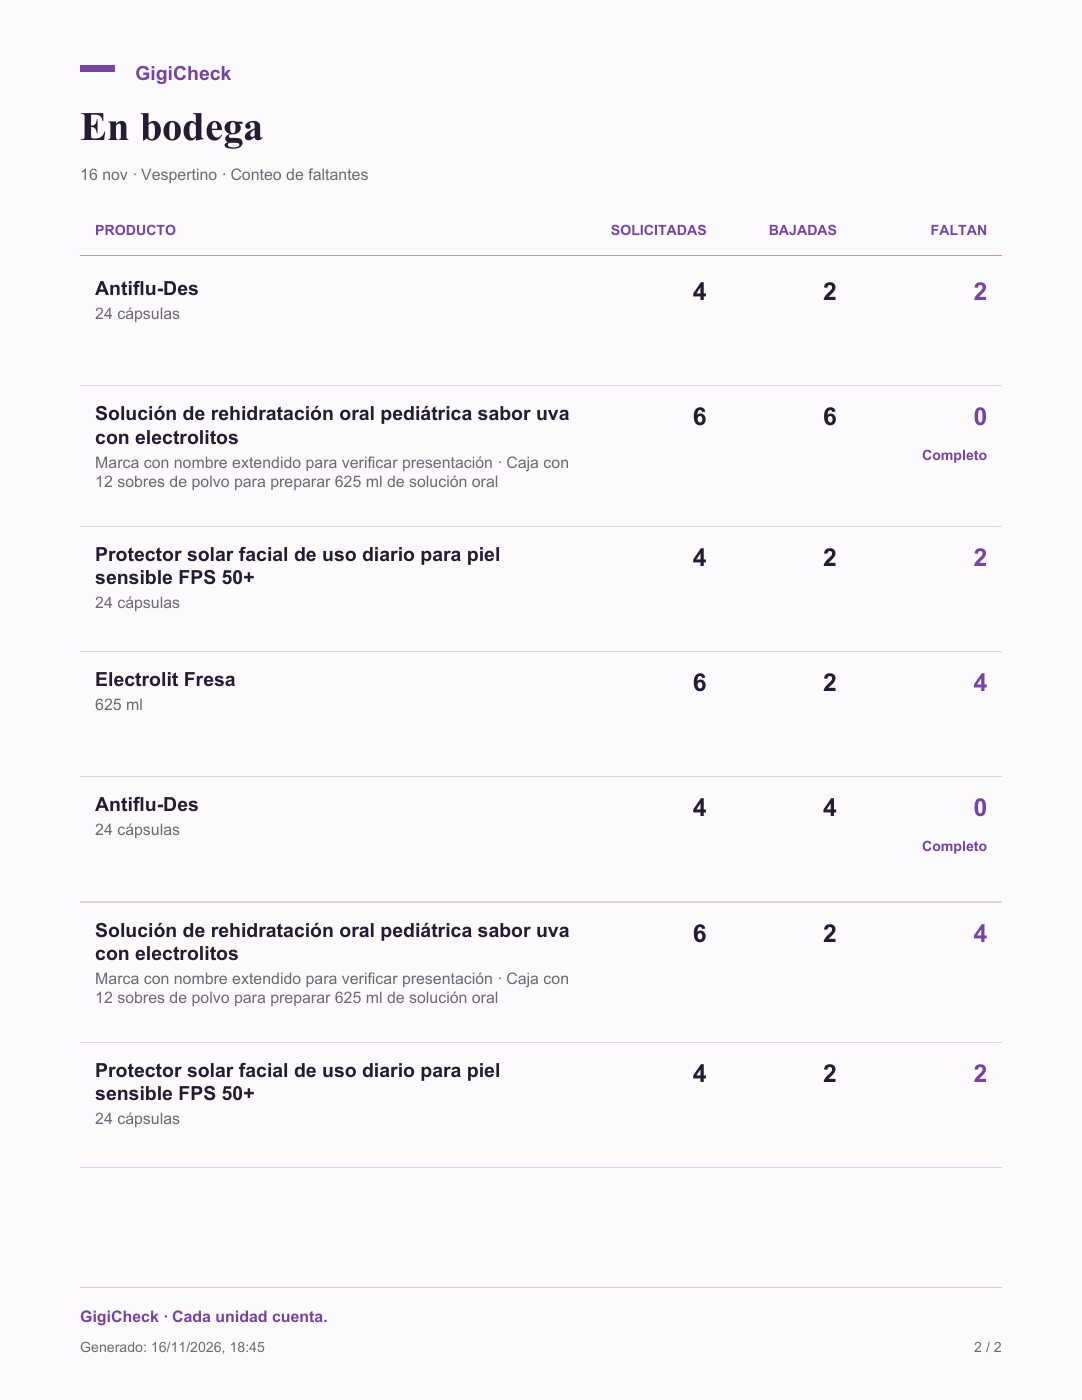 GigiCheck
En bodega
16 nov · Vespertino · Conteo de faltantes
PRODUCTO SOLICITADAS BAJADAS FALTAN
Antiflu-Des 4 2 2
24 cápsulas
Solución de rehidratación oral pediátrica sabor uva 6 6 0
con electrolitos
Completo
Marca con nombre extendido para verificar presentación · Caja con
12 sobres de polvo para preparar 625 ml de solución oral
Protector solar facial de uso diario para piel 4 2 2
sensible FPS 50+
24 cápsulas
Electrolit Fresa 6 2 4
625 ml
Antiflu-Des 4 4 0
24 cápsulas
Completo
Solución de rehidratación oral pediátrica sabor uva 6 2 4
con electrolitos
Marca con nombre extendido para verificar presentación · Caja con
12 sobres de polvo para preparar 625 ml de solución oral
Protector solar facial de uso diario para piel 4 2 2
sensible FPS 50+
24 cápsulas
GigiCheck · Cada unidad cuenta.
Generado: 16/11/2026, 18:45 2 / 2